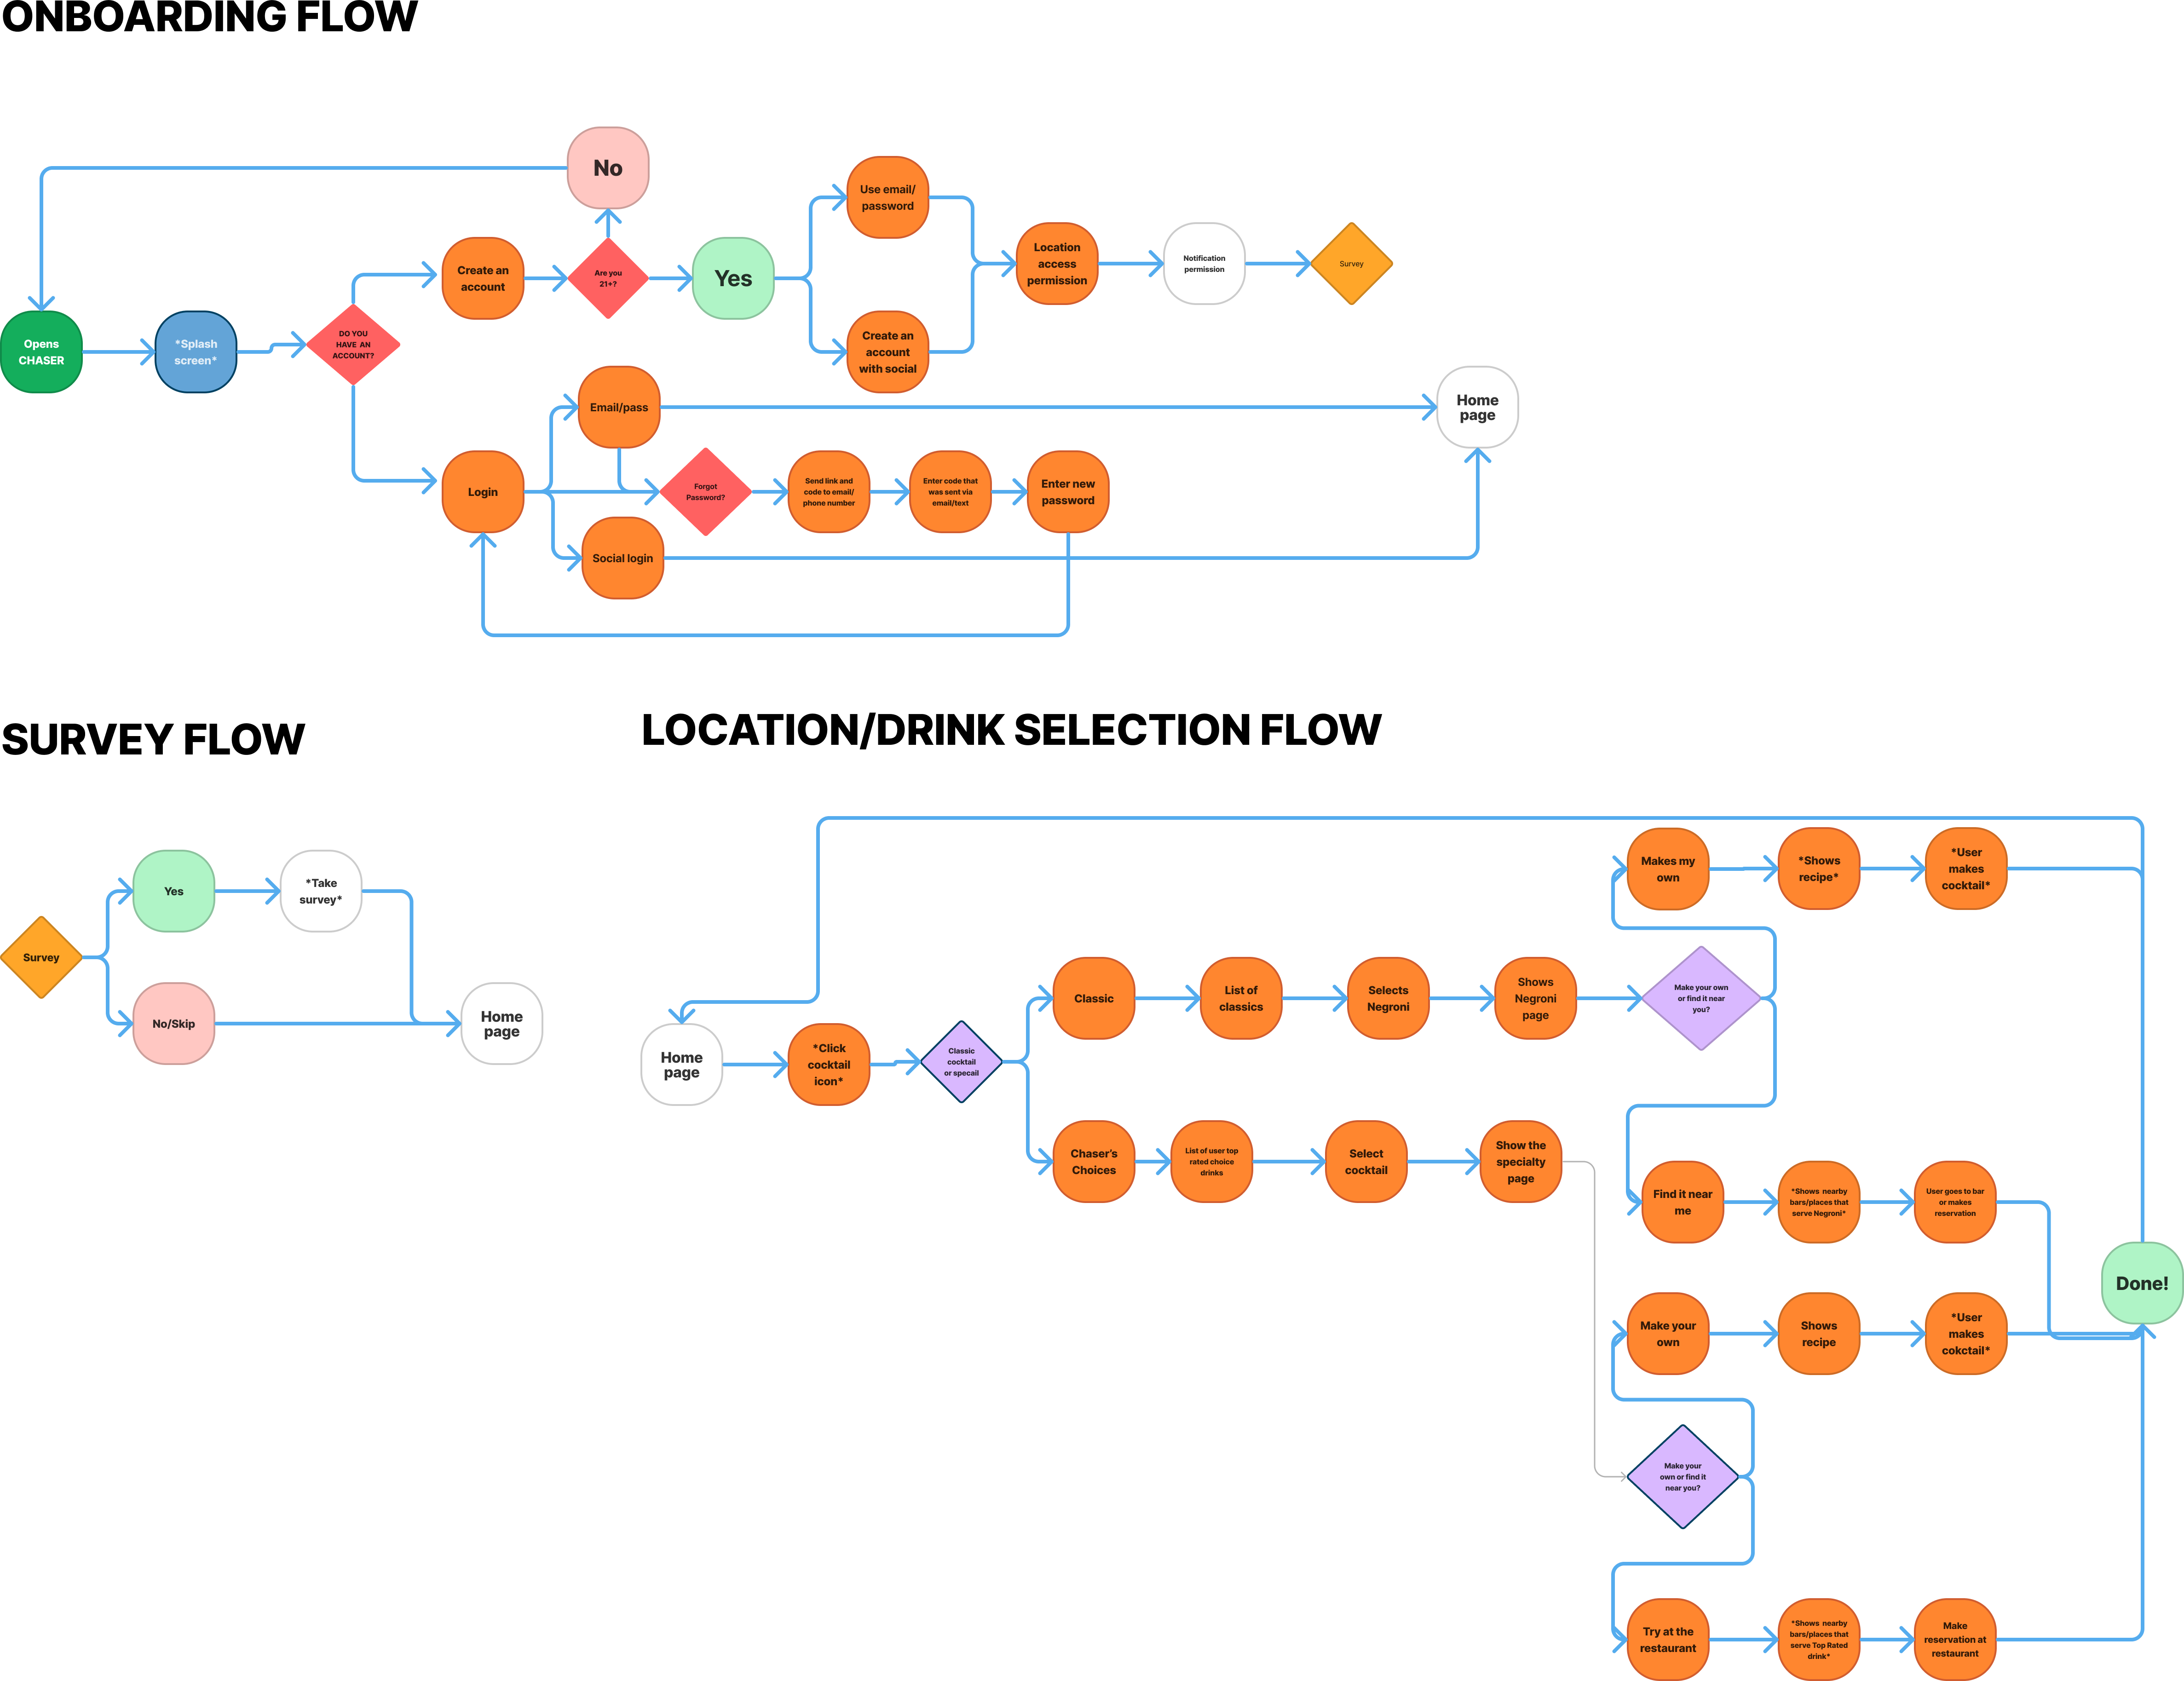 ONBOARDING FLOW
No
Use email/
password
Create an
account
Are you
21+?
Yes
Location
access
permission
Notification
permission
Survey
Opens
CHASER
*Splash
screen*
DO YOU
HAVE AN
ACCOUNT?
Create an
account
with social
Email/pass
Home
page
Login
Forgot
Password?
Send link and
code to email/
phone number
Enter code that
was sent via
email/text
Enter new
password
Social login
SURVEY FLOW
Survey
Yes
*Take
survey*
No/Skip
Home
page
LOCATION/DRINK SELECTION FLOW
Home
page
*Click
cocktail
icon*
Classic
cocktail
or specail
Classic
List of
classics
Selects
Negroni
Shows
Negroni
page
Make your own
or find it near
you?
Makes my
own
*Shows
recipe*
*User
makes
cocktail*
Chaser's
Choices
List of user top
rated choice
drinks
Select
cocktail
Show the
specialty
page
Find it near
me
*Shows nearby
bars/places that
serve Negroni*
User goes to bar
or makes
reservation
Done!
Make your
own
Shows
recipe
*User
makes
cokctail*
Make your
own or find it
near you?
Try at the
restaurant
*Shows nearby
bars/places that
serve Top Rated
drink*
Make
reservation at
restaurant